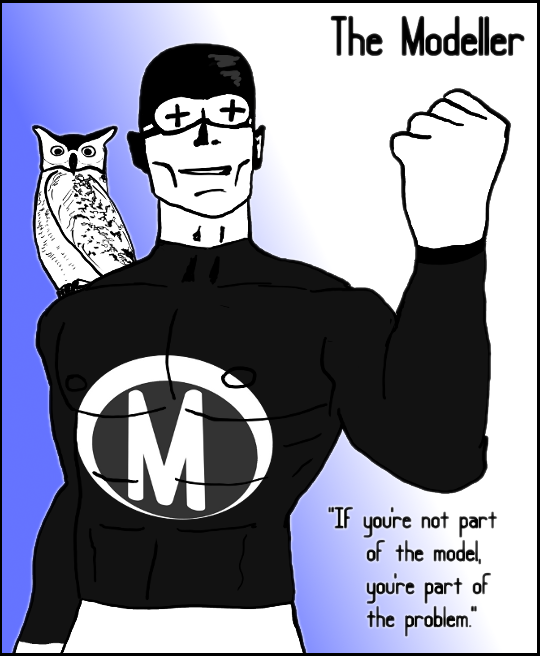 The Modeller
M
"If you're not part
of the model,
you're part of
the problem."